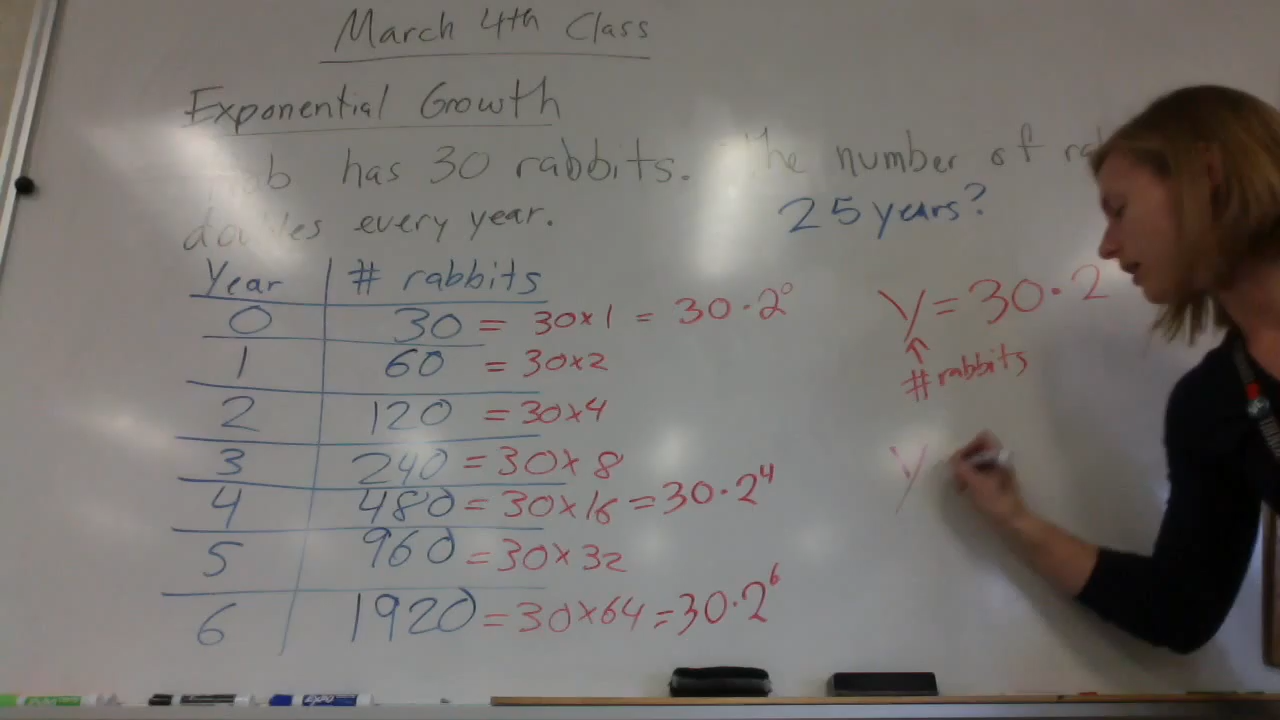 March 4th Class
Exponential Growth
has 30 rabbits. The number of
every year. 25 years?
Year # rabbits
0 30 = 30×1 = 30·2⁰
1 60 = 30×2
2 120 = 30×4
3 240 = 30×8
4 480 = 30×16 = 30·2⁴
5 960 = 30×32
6 1920 = 30×64 = 30·2⁶
y = 30·2
↑
# rabbits
y
EXPO